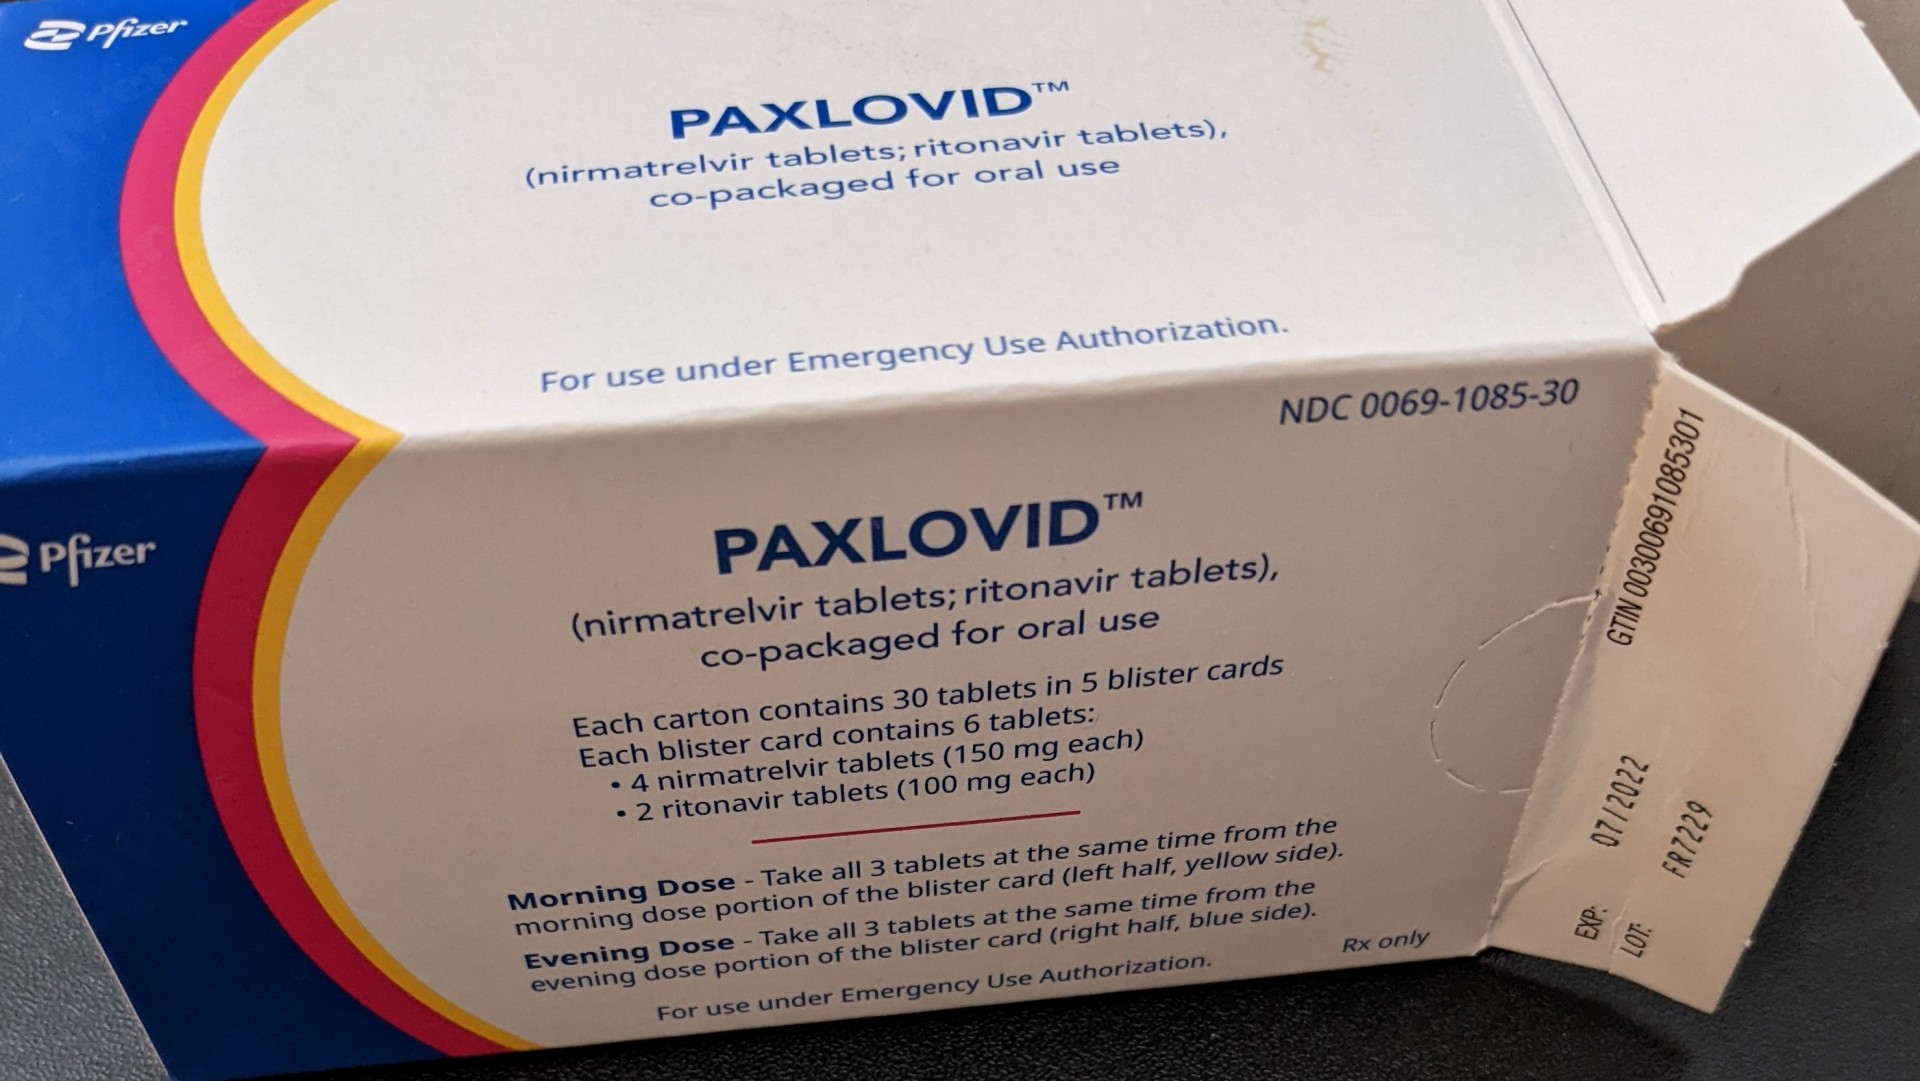 Pfizer
PAXLOVID™
(nirmatrelvir tablets; ritonavir tablets),
co-packaged for oral use
For use under Emergency Use Authorization.
NDC 0069-1085-30
Pfizer
PAXLOVID™
(nirmatrelvir tablets; ritonavir tablets),
co-packaged for oral use
Each carton contains 30 tablets in 5 blister cards
Each blister card contains 6 tablets:
• 4 nirmatrelvir tablets (150 mg each)
• 2 ritonavir tablets (100 mg each)
Morning Dose - Take all 3 tablets at the same time from the
morning dose portion of the blister card (left half, yellow side).
Evening Dose - Take all 3 tablets at the same time from the
evening dose portion of the blister card (right half, blue side).
For use under Emergency Use Authorization.
Rx only
GTIN 00300691085301
EXP: 07/2022
LOT: FR7229